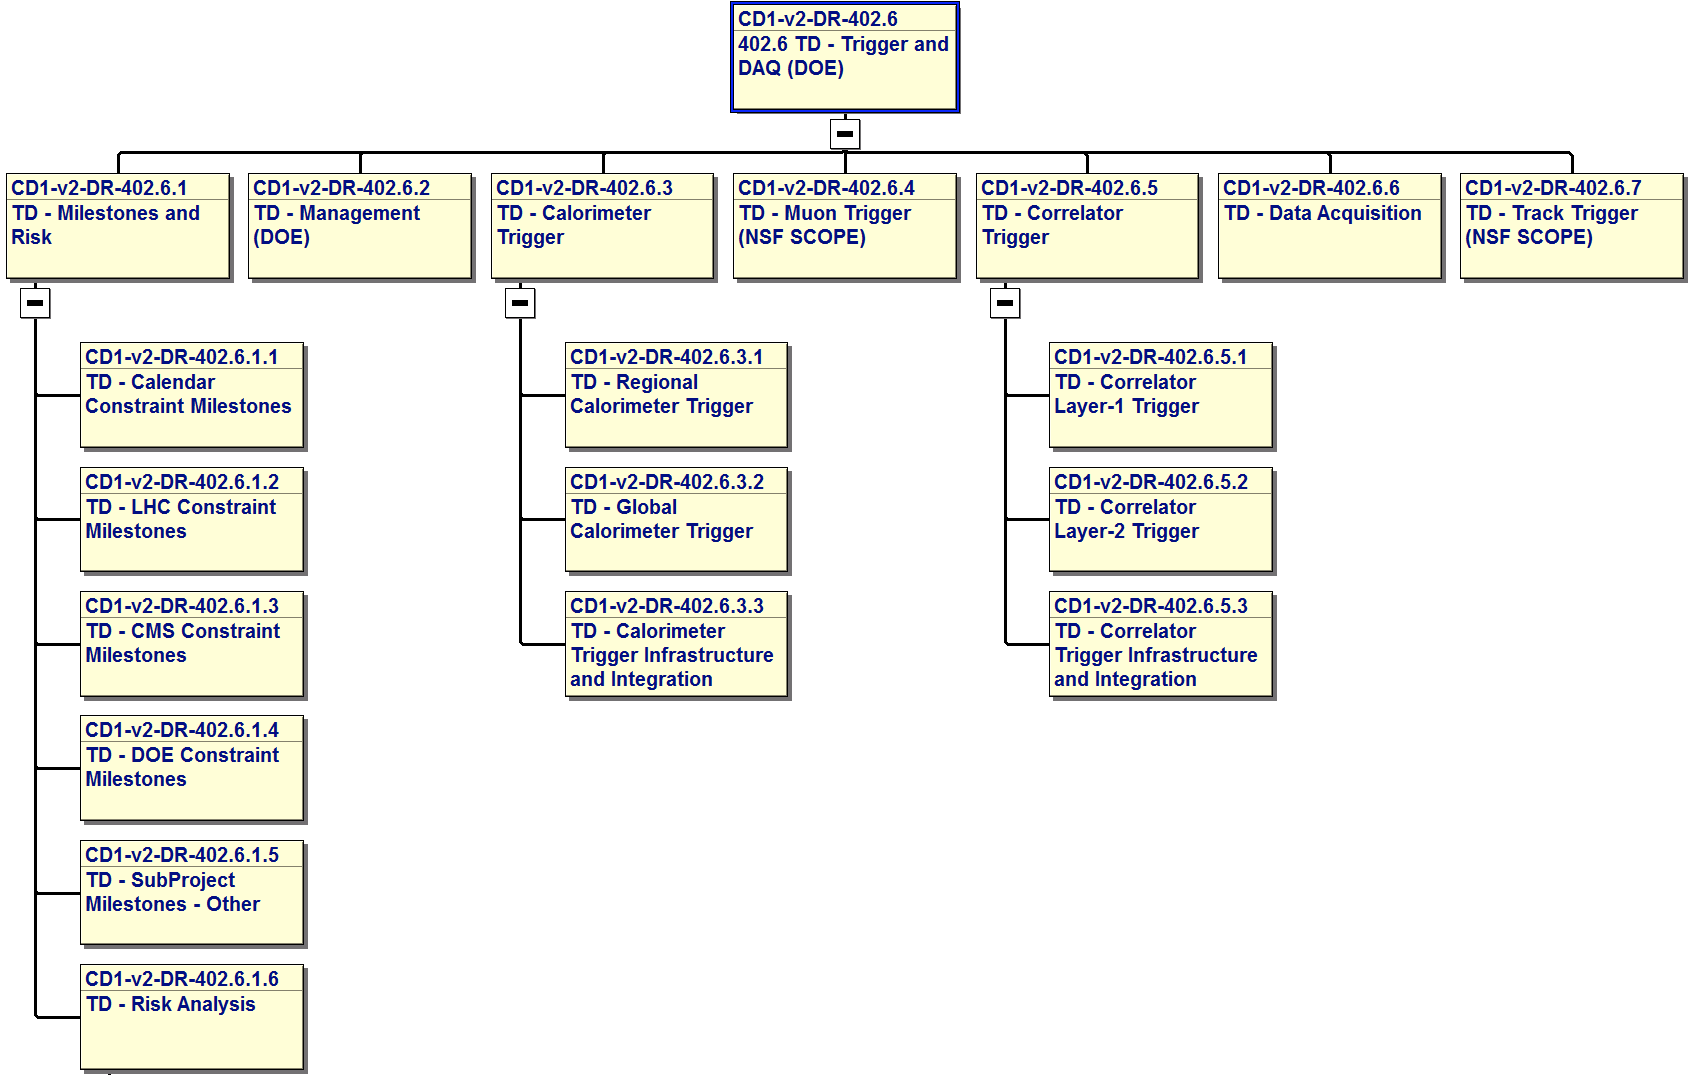 CD1-v2-DR-402.6
402.6 TD - Trigger and
DAQ (DOE)
CD1-v2-DR-402.6.1
TD - Milestones and
Risk
CD1-v2-DR-402.6.2
TD - Management
(DOE)
CD1-v2-DR-402.6.3
TD - Calorimeter
Trigger
CD1-v2-DR-402.6.4
TD - Muon Trigger
(NSF SCOPE)
CD1-v2-DR-402.6.5
TD - Correlator
Trigger
CD1-v2-DR-402.6.6
TD - Data Acquisition
CD1-v2-DR-402.6.7
TD - Track Trigger
(NSF SCOPE)
CD1-v2-DR-402.6.1.1
TD - Calendar
Constraint Milestones
CD1-v2-DR-402.6.1.2
TD - LHC Constraint
Milestones
CD1-v2-DR-402.6.1.3
TD - CMS Constraint
Milestones
CD1-v2-DR-402.6.1.4
TD - DOE Constraint
Milestones
CD1-v2-DR-402.6.1.5
TD - SubProject
Milestones - Other
CD1-v2-DR-402.6.1.6
TD - Risk Analysis
CD1-v2-DR-402.6.3.1
TD - Regional
Calorimeter Trigger
CD1-v2-DR-402.6.3.2
TD - Global
Calorimeter Trigger
CD1-v2-DR-402.6.3.3
TD - Calorimeter
Trigger Infrastructure
and Integration
CD1-v2-DR-402.6.5.1
TD - Correlator
Layer-1 Trigger
CD1-v2-DR-402.6.5.2
TD - Correlator
Layer-2 Trigger
CD1-v2-DR-402.6.5.3
TD - Correlator
Trigger Infrastructure
and Integration